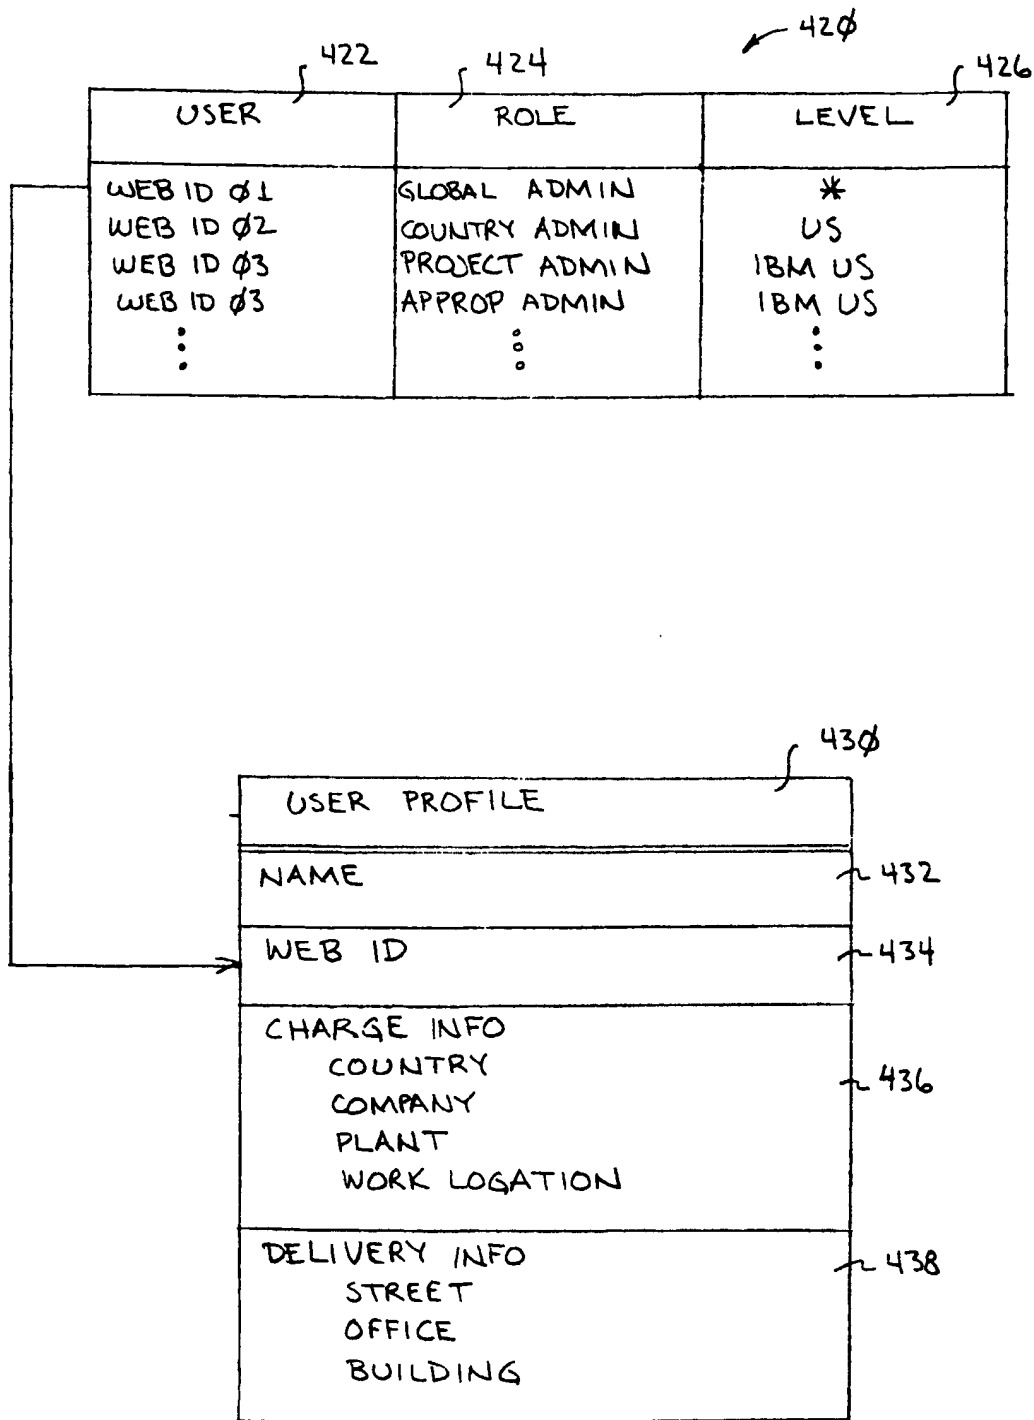 42ø
422 424 426
USER ROLE LEVEL
WEB ID ø1 GLOBAL ADMIN *
WEB ID ø2 COUNTRY ADMIN US
WEB ID ø3 PROJECT ADMIN IBM US
WEB ID ø3 APPROP ADMIN IBM US
43ø
USER PROFILE
NAME 432
WEB ID 434
CHARGE INFO
COUNTRY
436
COMPANY
PLANT
WORK LOGATION
DELIVERY INFO
438
STREET
OFFICE
BUILDING